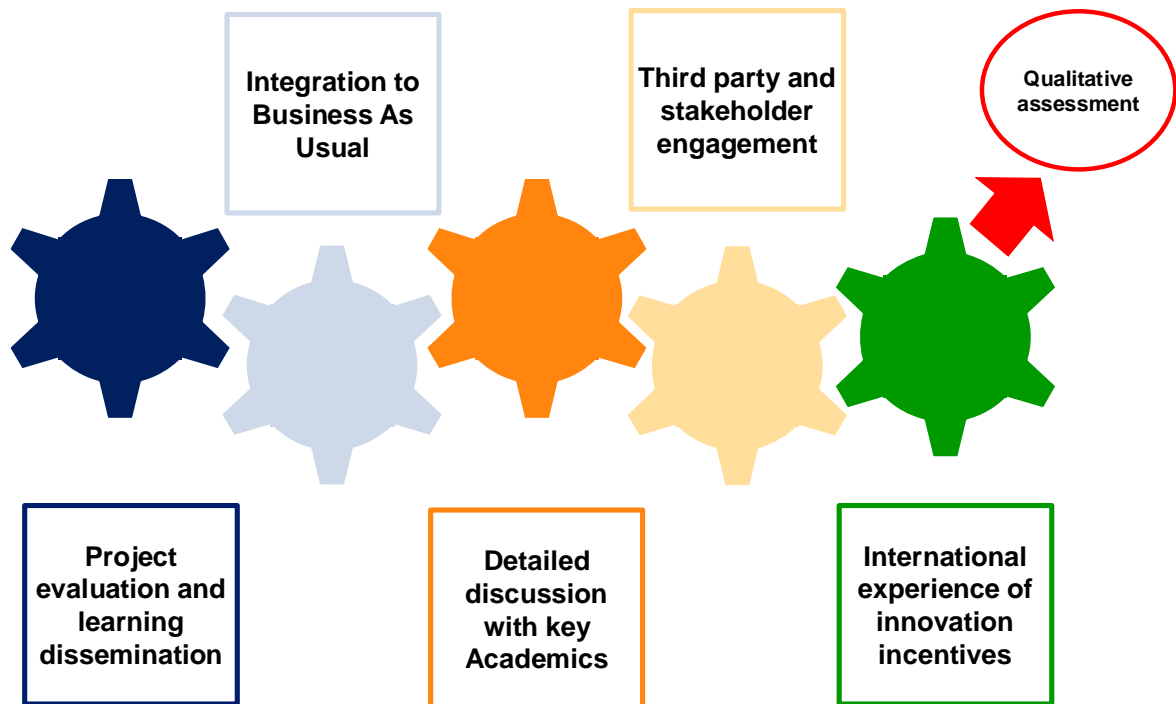 Integration to
Business As
Usual
Third party and
stakeholder
engagement
Qualitative
assessment
Project
evaluation and
learning
dissemination
Detailed
discussion
with key
Academics
International
experience of
innovation
incentives